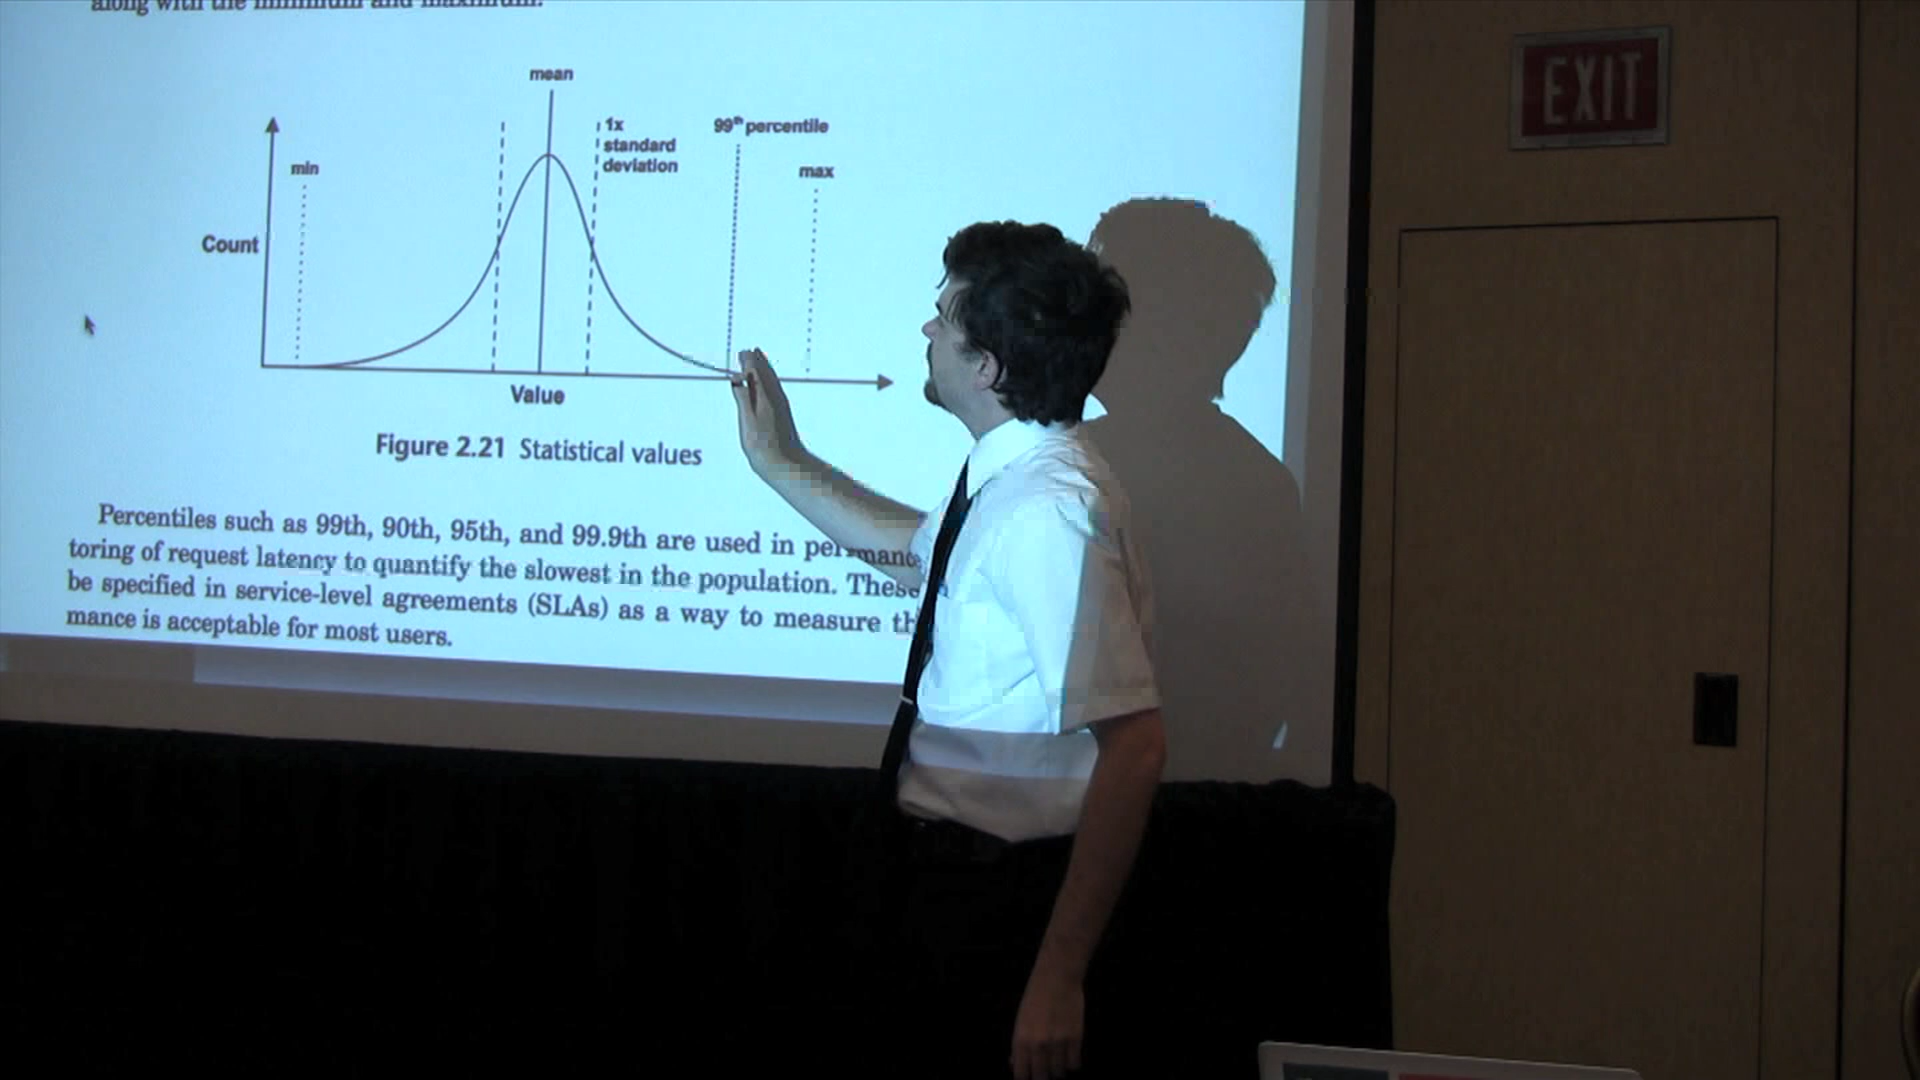 along with the minimum and maximum.
mean
1x
standard
deviation
99th percentile
min
max
Count
Value
Figure 2.21 Statistical values
Percentiles such as 99th, 90th, 95th, and 99.9th are used in
toring of request latency to quantify the slowest in the population. These
be specified in service-level agreements (SLAs) as a way to measure
mance is acceptable for most users.
EXIT